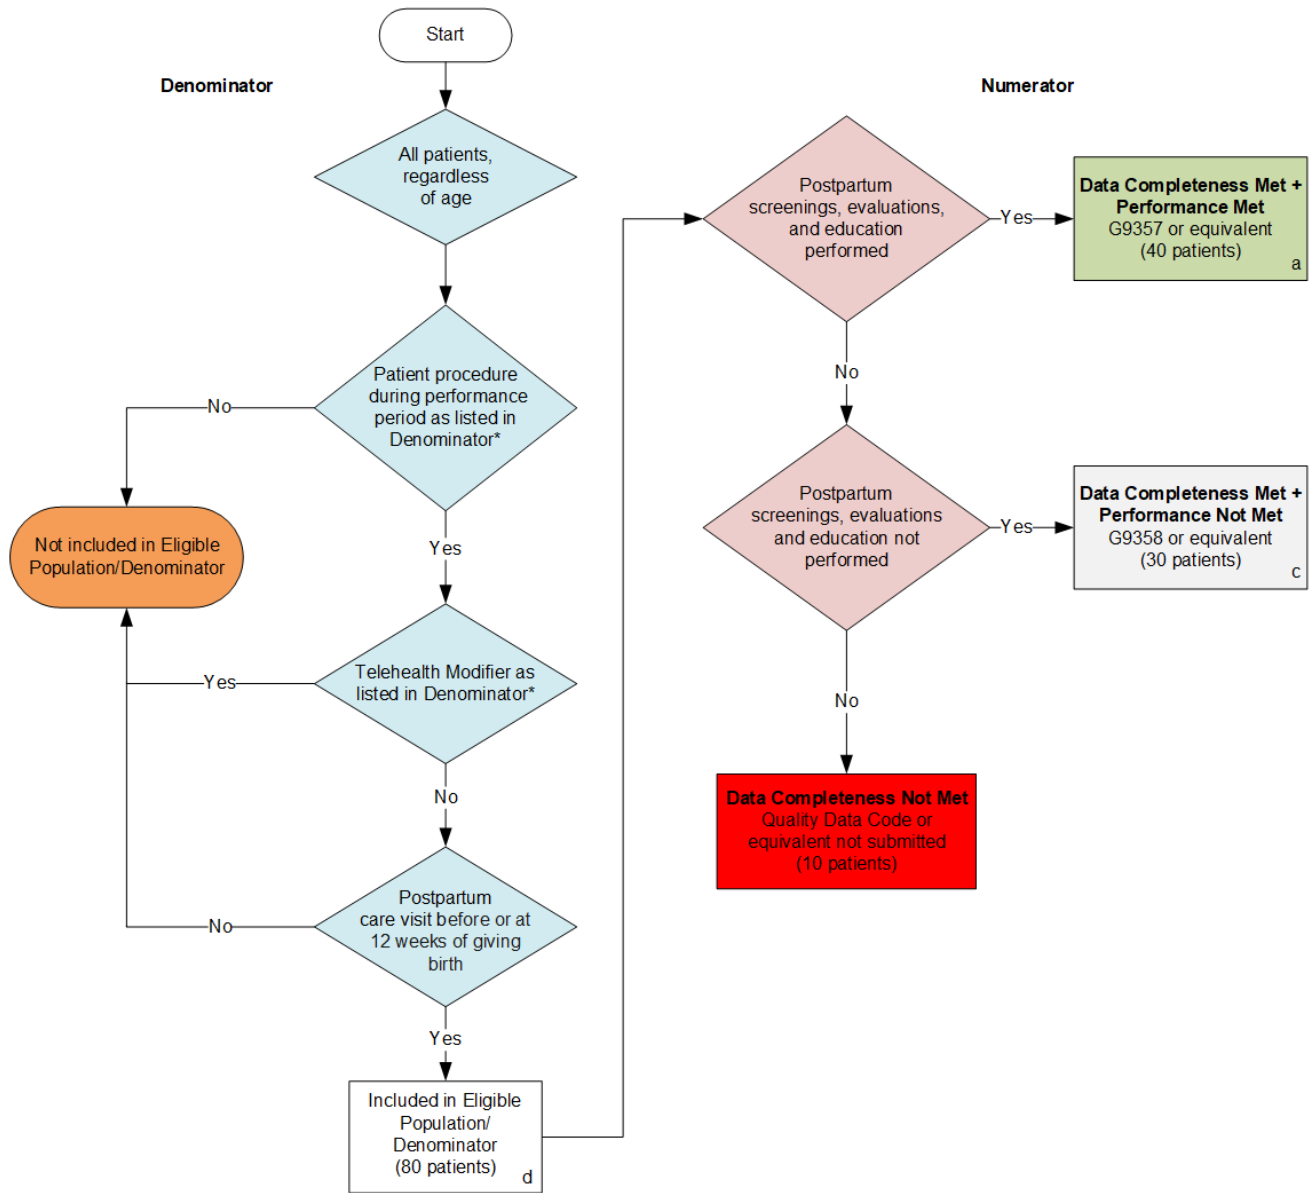 Start
Denominator
All patients,
regardless
of age
Patient procedure
during performance
period as listed in
Denominator*
No
Not included in Eligible
Population/Denominator
Yes
Telehealth Modifier as
listed in Denominator*
Yes
No
Postpartum
care visit before or at
12 weeks of giving
birth
No
Yes
Included in Eligible
Population/
Denominator
(80 patients)
d
Numerator
Postpartum
screenings, evaluations,
and education
performed
Yes
Data Completeness Met +
Performance Met
G9357 or equivalent
(40 patients)
a
No
Postpartum
screenings, evaluations
and education not
performed
Yes
Data Completeness Met +
Performance Not Met
G9358 or equivalent
(30 patients)
c
No
Data Completeness Not Met
Quality Data Code or
equivalent not submitted
(10 patients)